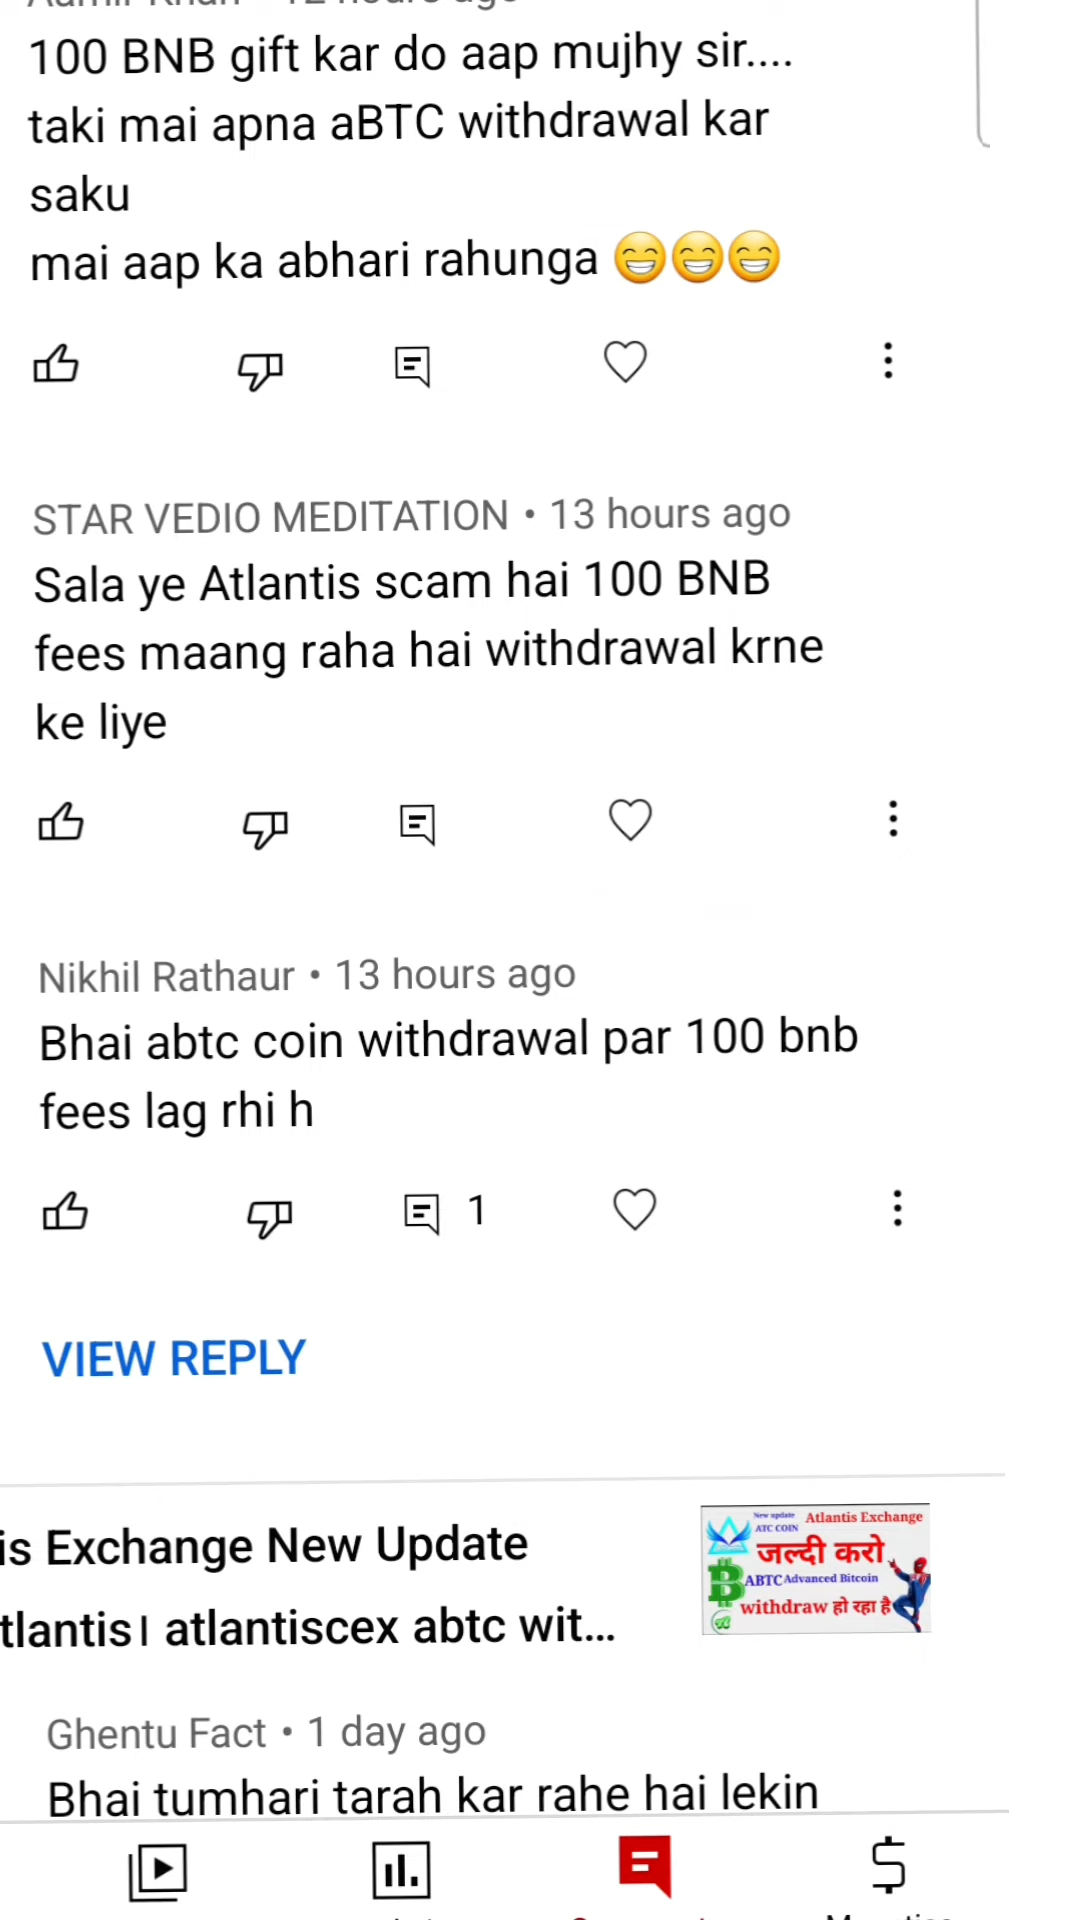 100 BNB gift kar do aap mujhy sir....
taki mai apna aBTC withdrawal kar
saku
mai aap ka abhari rahunga 😁😁😁
STAR VEDIO MEDITATION • 13 hours ago
Sala ye Atlantis scam hai 100 BNB
fees maang raha hai withdrawal krne
ke liye
Nikhil Rathaur • 13 hours ago
Bhai abtc coin withdrawal par 100 bnb
fees lag rhi h
1
VIEW REPLY
is Exchange New Update
tlantis। atlantiscex abtc wit...
New update
Atlantis Exchange
ATC COIN
जल्दी करो
ABTC Advanced Bitcoin
withdraw हो रहा है
Ghentu Fact • 1 day ago
Bhai tumhari tarah kar rahe hai lekin